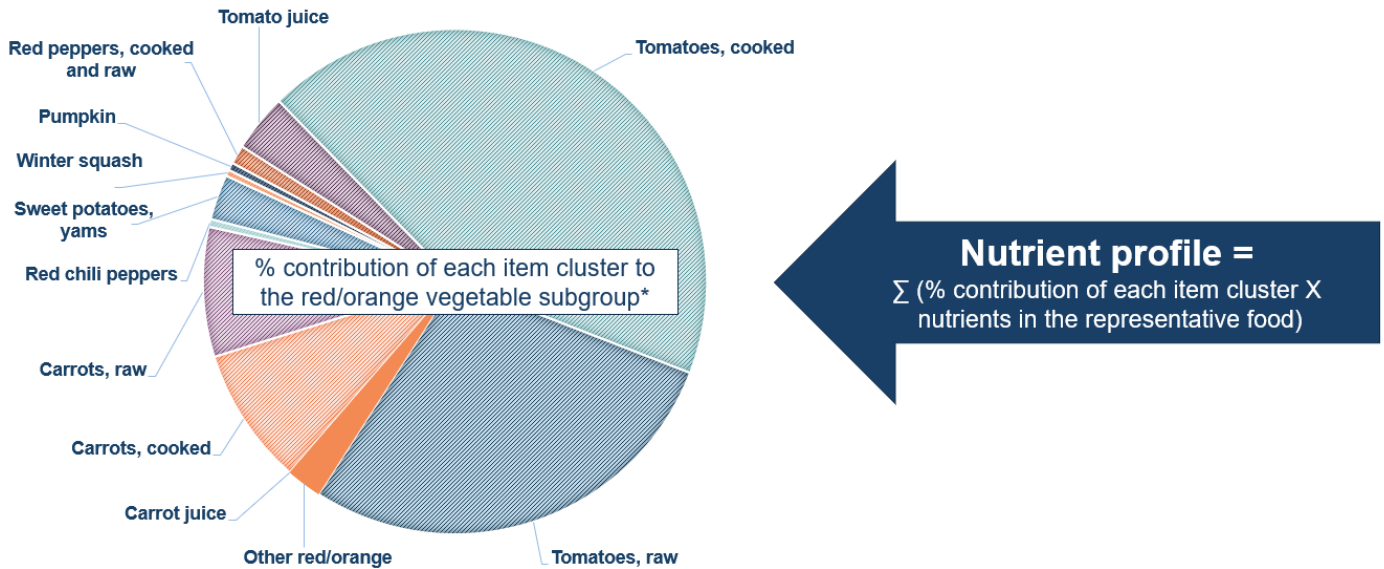 Tomato juice
Red peppers, cooked
and raw
Tomatoes, cooked
Pumpkin
Winter squash
Sweet potatoes,
yams
Red chili peppers
% contribution of each item cluster to
the red/orange vegetable subgroup*
Carrots, raw
Carrots, cooked
Carrot juice
Other red/orange
Tomatoes, raw
Nutrient profile =
∑ (% contribution of each item cluster X
nutrients in the representative food)